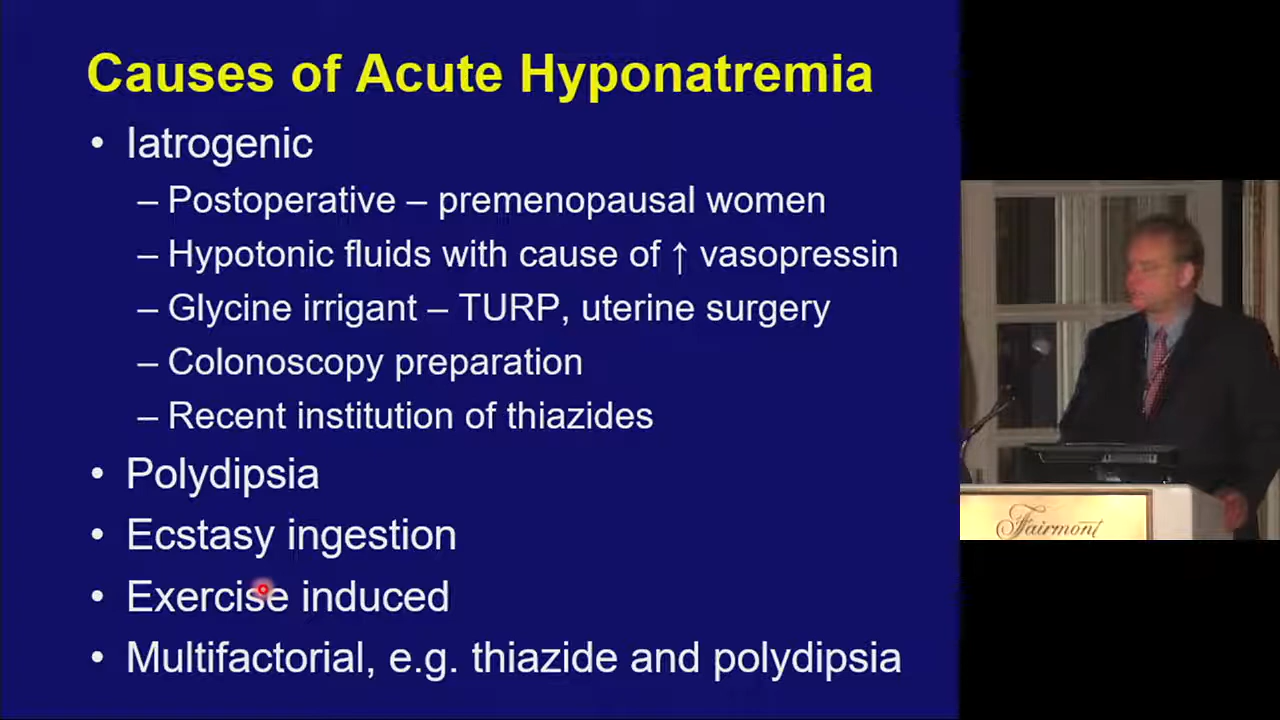 Causes of Acute Hyponatremia
• Iatrogenic
– Postoperative – premenopausal women
– Hypotonic fluids with cause of ↑ vasopressin
– Glycine irrigant – TURP, uterine surgery
– Colonoscopy preparation
– Recent institution of thiazides
• Polydipsia
• Ecstasy ingestion
• Exercise induced
• Multifactorial, e.g. thiazide and polydipsia
Fairmont